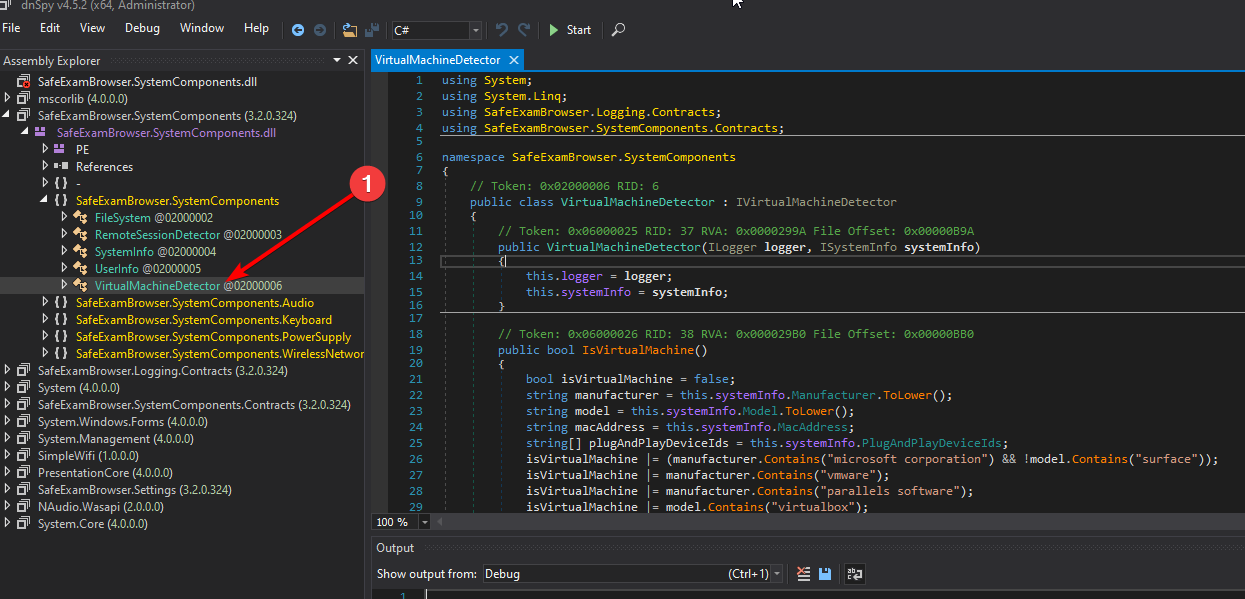 dnSpy v4.5.2 (x64, Administrator)
File Edit View Debug Window Help C# Start
Assembly Explorer
SafeExamBrowser.SystemComponents.dll
mscorlib (4.0.0.0)
SafeExamBrowser.SystemComponents (3.2.0.324)
SafeExamBrowser.SystemComponents.dll
PE
References
{ } -
{ } SafeExamBrowser.SystemComponents
FileSystem @02000002
RemoteSessionDetector @02000003
SystemInfo @02000004
UserInfo @02000005
VirtualMachineDetector @02000006
{ } SafeExamBrowser.SystemComponents.Audio
{ } SafeExamBrowser.SystemComponents.Keyboard
{ } SafeExamBrowser.SystemComponents.PowerSupply
{ } SafeExamBrowser.SystemComponents.WirelessNetwor
SafeExamBrowser.Logging.Contracts (3.2.0.324)
System (4.0.0.0)
SafeExamBrowser.SystemComponents.Contracts (3.2.0.324)
System.Windows.Forms (4.0.0.0)
System.Management (4.0.0.0)
SimpleWifi (1.0.0.0)
PresentationCore (4.0.0.0)
SafeExamBrowser.Settings (3.2.0.324)
NAudio.Wasapi (2.0.0.0)
System.Core (4.0.0.0)
1
VirtualMachineDetector
1 using System;
2 using System.Linq;
3 using SafeExamBrowser.Logging.Contracts;
4 using SafeExamBrowser.SystemComponents.Contracts;
5
6 namespace SafeExamBrowser.SystemComponents
7 {
8 // Token: 0x02000006 RID: 6
9 public class VirtualMachineDetector : IVirtualMachineDetector
10 {
11 // Token: 0x06000025 RID: 37 RVA: 0x0000299A File Offset: 0x00000B9A
12 public VirtualMachineDetector(ILogger logger, ISystemInfo systemInfo)
13 {
14 this.logger = logger;
15 this.systemInfo = systemInfo;
16 }
17
18 // Token: 0x06000026 RID: 38 RVA: 0x000029B0 File Offset: 0x00000BB0
19 public bool IsVirtualMachine()
20 {
21 bool isVirtualMachine = false;
22 string manufacturer = this.systemInfo.Manufacturer.ToLower();
23 string model = this.systemInfo.Model.ToLower();
24 string macAddress = this.systemInfo.MacAddress;
25 string[] plugAndPlayDeviceIds = this.systemInfo.PlugAndPlayDeviceIds;
26 isVirtualMachine |= (manufacturer.Contains("microsoft corporation") && !model.Contains("surface"));
27 isVirtualMachine |= manufacturer.Contains("vmware");
28 isVirtualMachine |= manufacturer.Contains("parallels software");
29 isVirtualMachine |= model.Contains("virtualbox");
100 %
Output
Show output from: Debug (Ctrl+1)
1